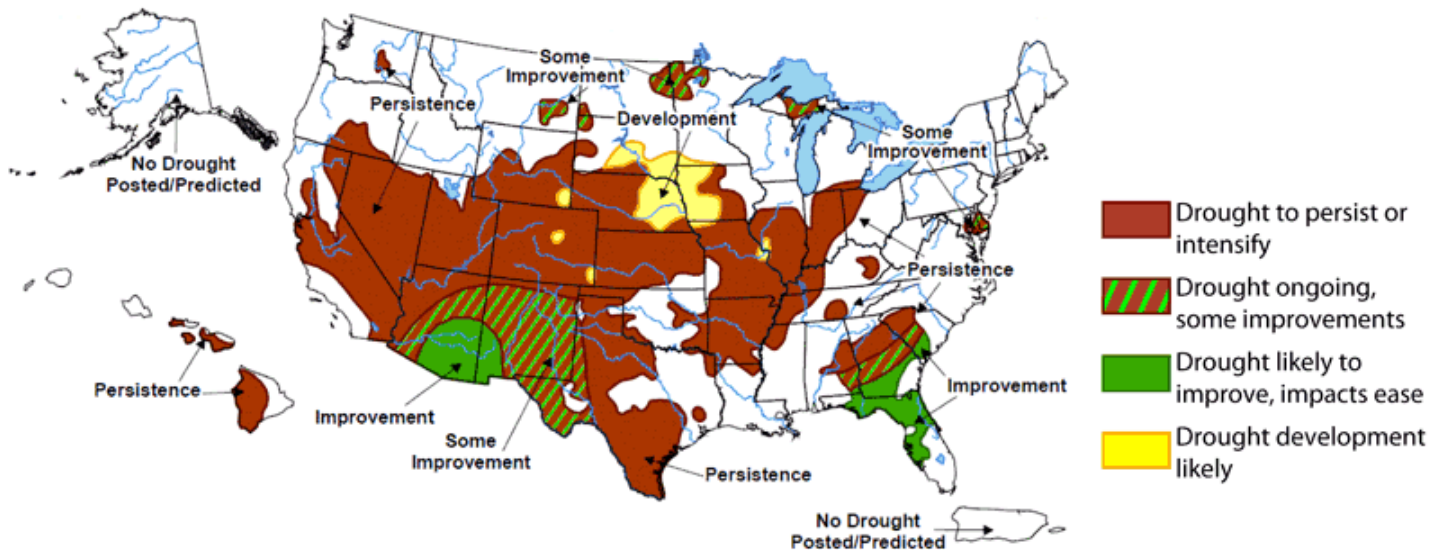 Some
Improvement
Persistence
Development
No Drought
Posted/Predicted
Some
Improvement
Persistence
Persistence
Improvement
Some
Improvement
Persistence
Improvement
No Drought
Posted/Predicted
Drought to persist or
intensify
Drought ongoing,
some improvements
Drought likely to
improve, impacts ease
Drought development
likely